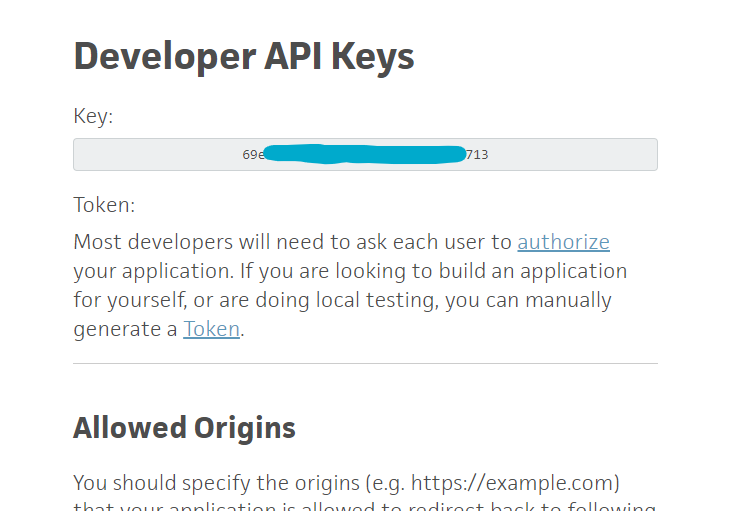 Developer API Keys
Key:
69e 713
Token:
Most developers will need to ask each user to authorize
your application. If you are looking to build an application
for yourself, or are doing local testing, you can manually
generate a Token.
Allowed Origins
You should specify the origins (e.g. https://example.com)
that your application is allowed to redirect back to following